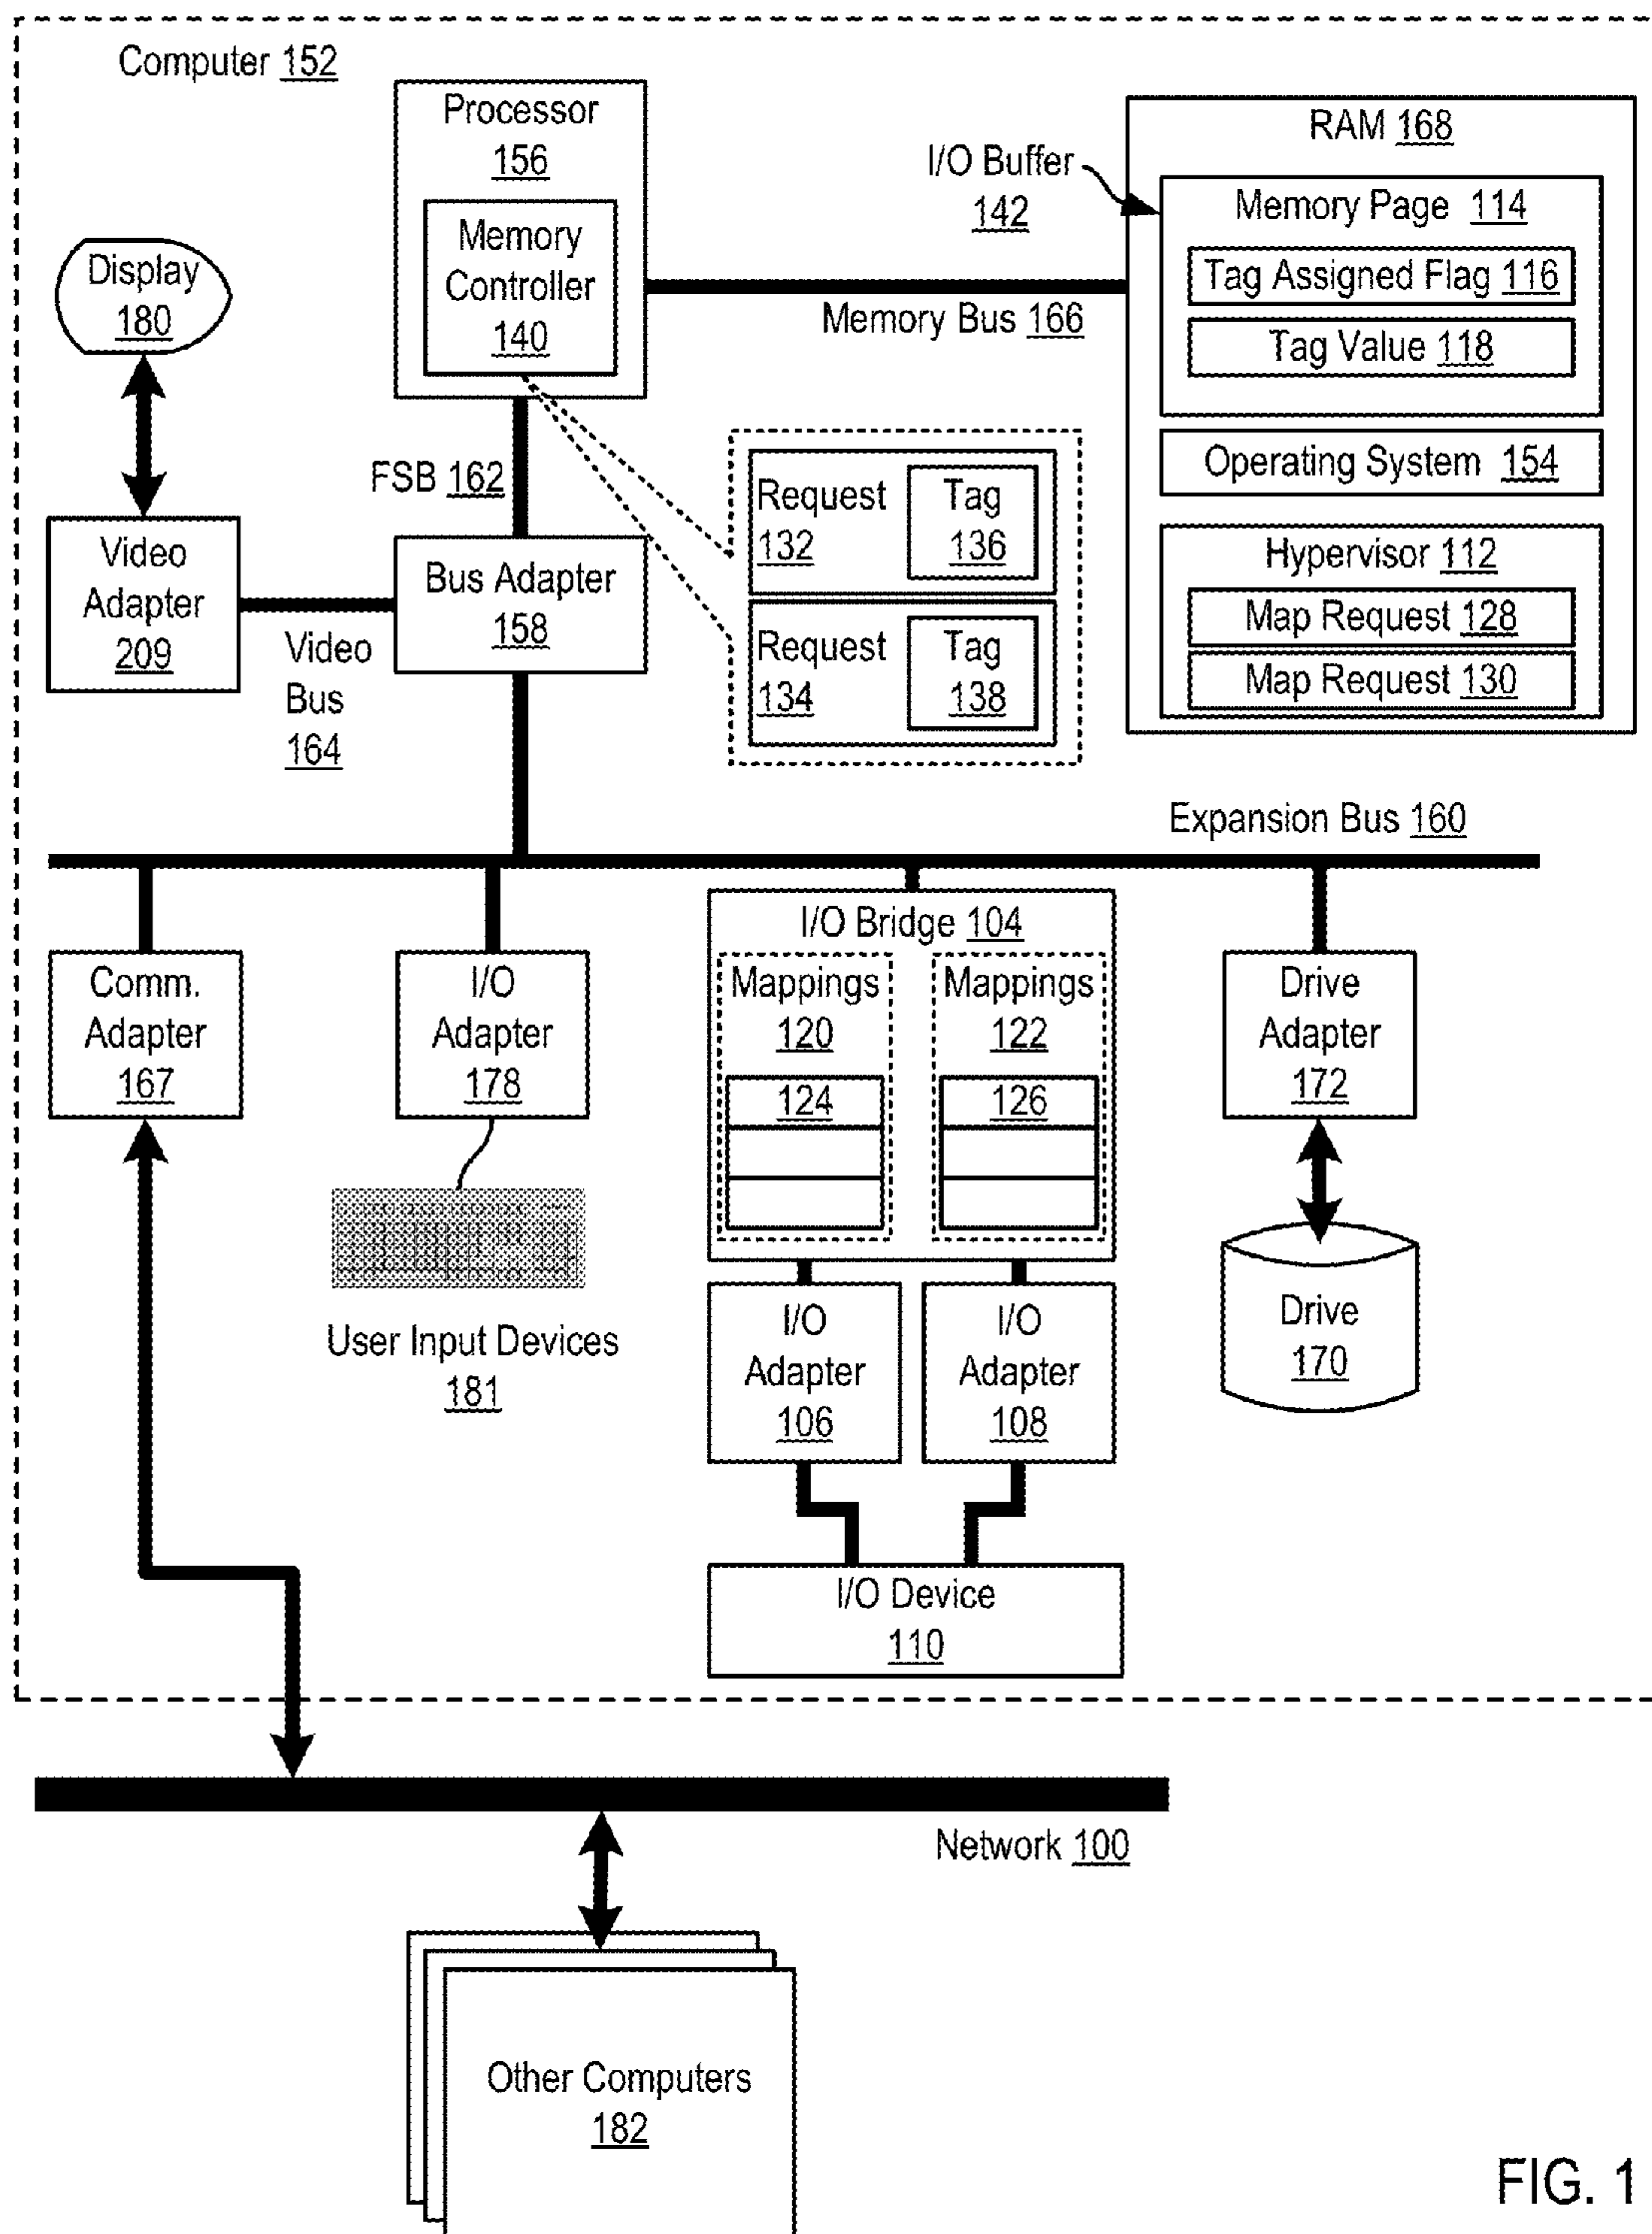 Computer 152
Processor
156
Memory
Controller
140
RAM 168
I/O Buffer
142
Memory Page 114
Tag Assigned Flag 116
Tag Value 118
Memory Bus 166
Operating System 154
Hypervisor 112
Map Request 128
Map Request 130
Display
180
FSB 162
Request
132
Tag
136
Request
134
Tag
138
Video
Adapter
209
Video
Bus
164
Bus Adapter
158
Expansion Bus 160
Comm.
Adapter
167
I/O
Adapter
178
User Input Devices
181
I/O Bridge 104
Mappings
120
124
Mappings
122
126
I/O
Adapter
106
I/O
Adapter
108
I/O Device
110
Drive
Adapter
172
Drive
170
Network 100
Other Computers
182
FIG. 1